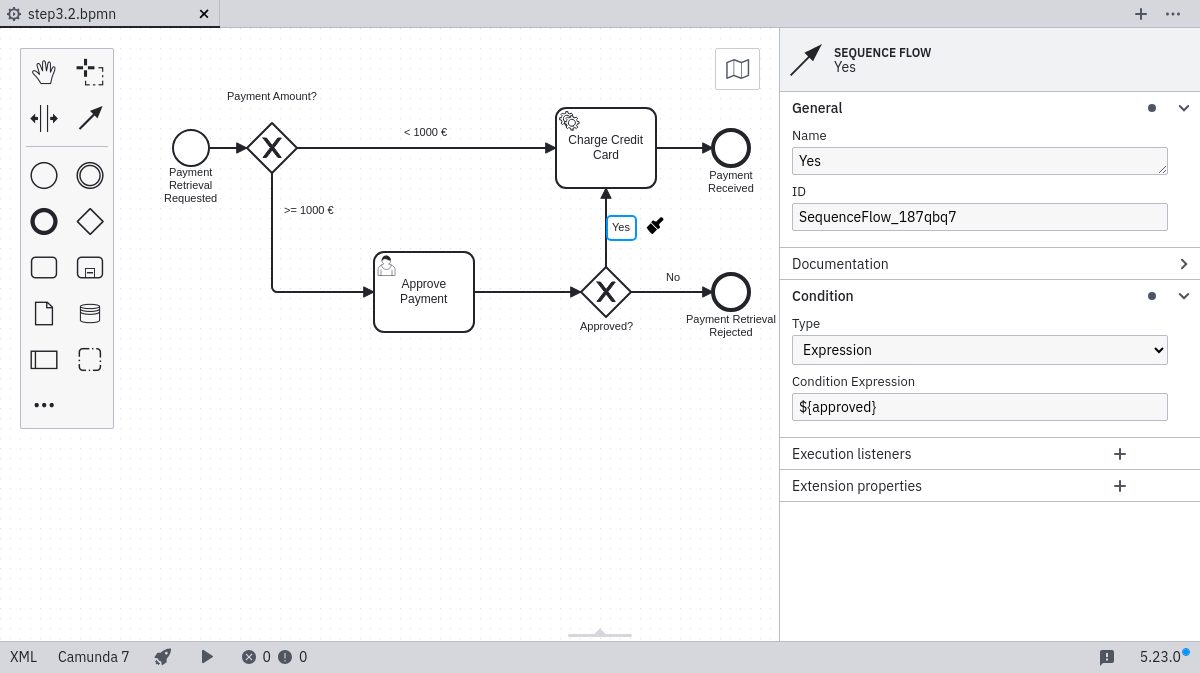 step3.2.bpmn
Payment Amount?
< 1000 €
Payment
Retrieval
Requested
>= 1000 €
Charge Credit
Card
Payment
Received
Yes
Approve
Payment
No
Approved?
Payment Retrieval
Rejected
SEQUENCE FLOW
Yes
General
Name
Yes
ID
SequenceFlow_187qbq7
Documentation
Condition
Type
Expression
Condition Expression
${approved}
Execution listeners
Extension properties
XML
Camunda 7
0
0
5.23.0